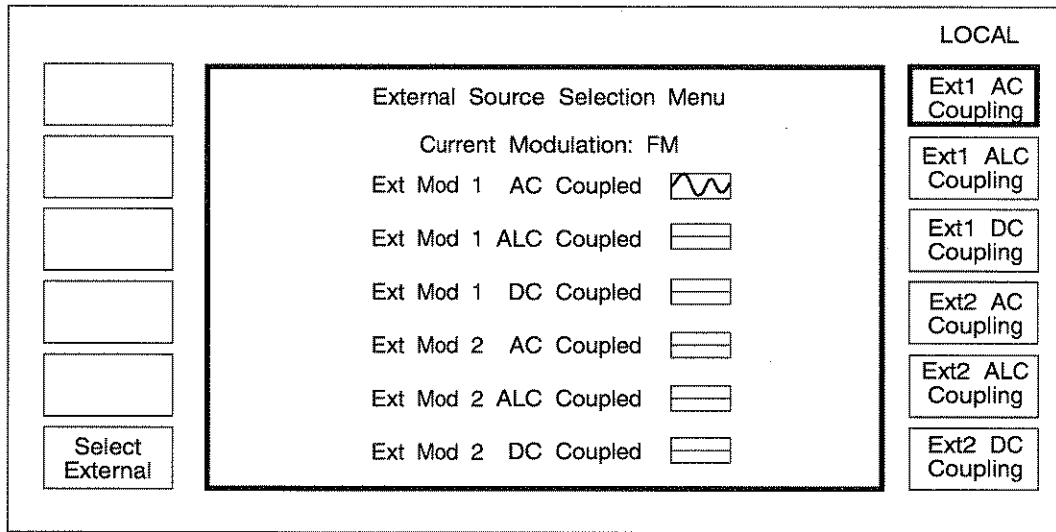 LOCAL
External Source Selection Menu
Current Modulation: FM
Ext Mod 1 AC Coupled
Ext Mod 1 ALC Coupled
Ext Mod 1 DC Coupled
Ext Mod 2 AC Coupled
Ext Mod 2 ALC Coupled
Ext Mod 2 DC Coupled
Select
External
Ext1 AC
Coupling
Ext1 ALC
Coupling
Ext1 DC
Coupling
Ext2 AC
Coupling
Ext2 ALC
Coupling
Ext2 DC
Coupling